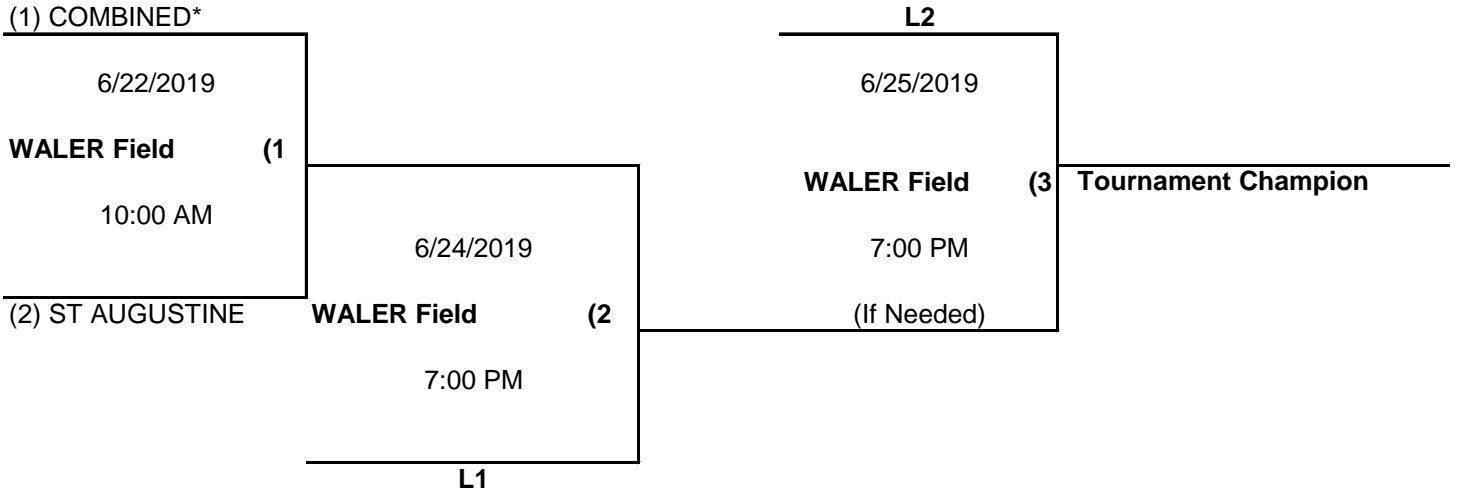 (1) COMBINED*
L2
6/22/2019
6/25/2019
WALER Field (1
WALER Field (3
Tournament Champion
10:00 AM
6/24/2019
7:00 PM
(2) ST AUGUSTINE
WALER Field (2
(If Needed)
7:00 PM
L1